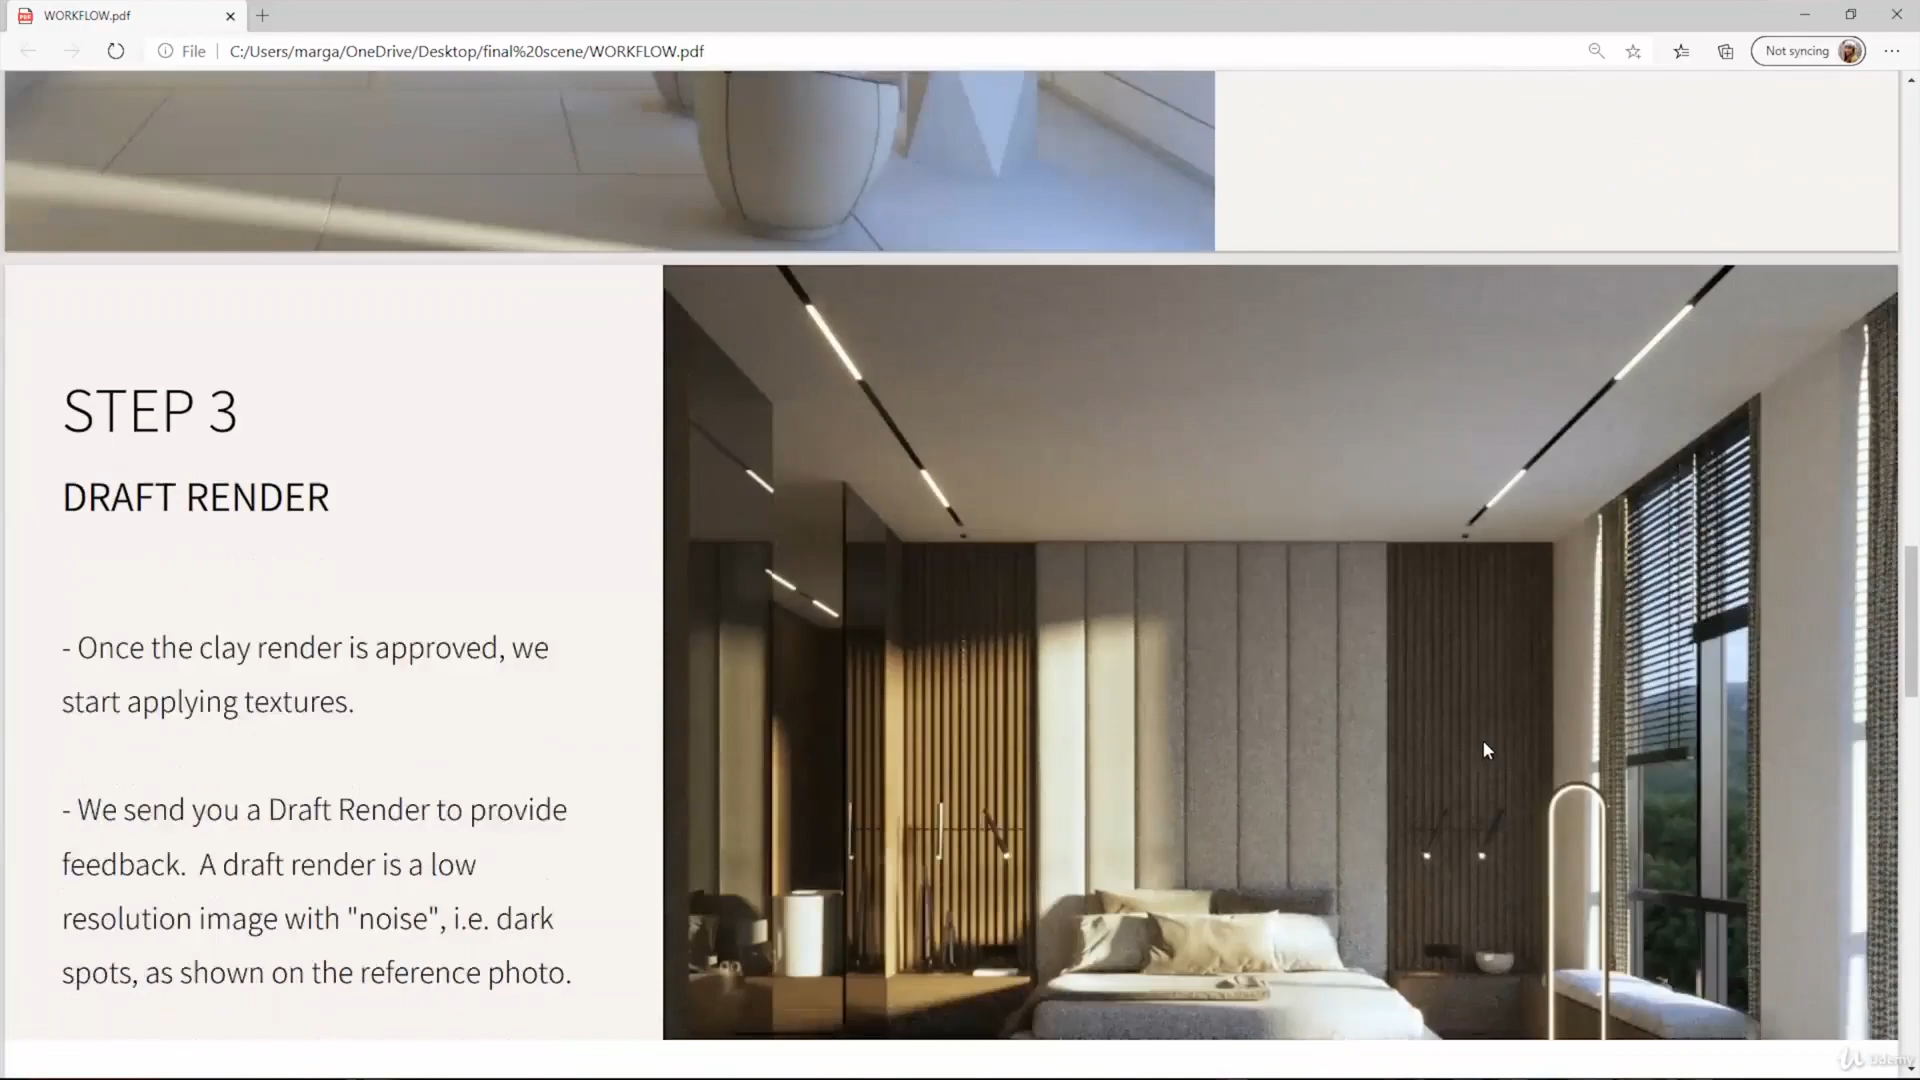 WORKFLOW.pdf
File
C:/Users/marga/OneDrive/Desktop/final%20scene/WORKFLOW.pdf
Not syncing
STEP 3
DRAFT RENDER
- Once the clay render is approved, we
start applying textures.
- We send you a Draft Render to provide
feedback. A draft render is a low
resolution image with "noise", i.e. dark
spots, as shown on the reference photo.
Udemy